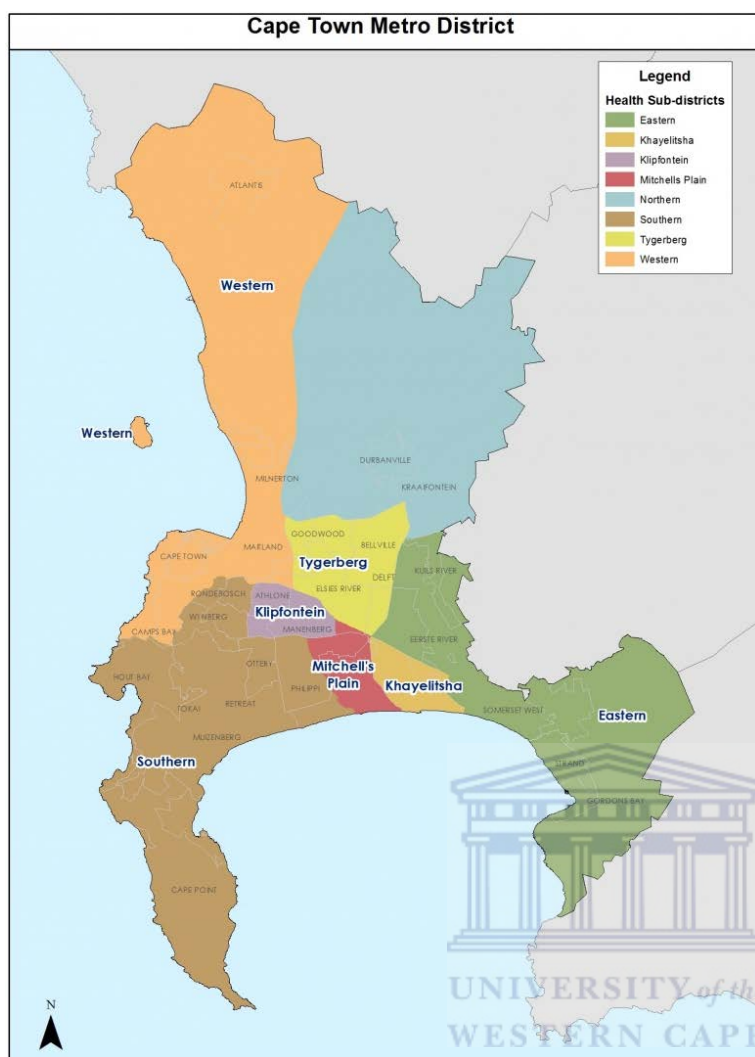 Cape Town Metro District
Legend
Health Sub-districts
Eastern
Khayelitsha
Klipfontein
Mitchells Plain
Northern
Southern
Tygerberg
Western
ATLANTIS
Western
Western
DURBANVILLE
KRAAIFONTEIN
MILNERTON
GOODWOOD
BELLVILLE
MAITLAND
CAPE TOWN
Tygerberg
KUILS RIVER
DELFT
ELSIES RIVER
RONDEBOSCH
ATHLONE
Klipfontein
WYNBERG
MANENBERG
CAMPS BAY
EERSTE RIVER
HOUT BAY
OTTERY
Mitchell's
Plain
PHILIPPI
Khayelitsha
TOKAI
RETREAT
SOMERSET WEST
Eastern
MUIZENBERG
Southern
STRAND
GORDONS BAY
CAPE POINT
N
UNIVERSITY of the
WESTERN CAPE